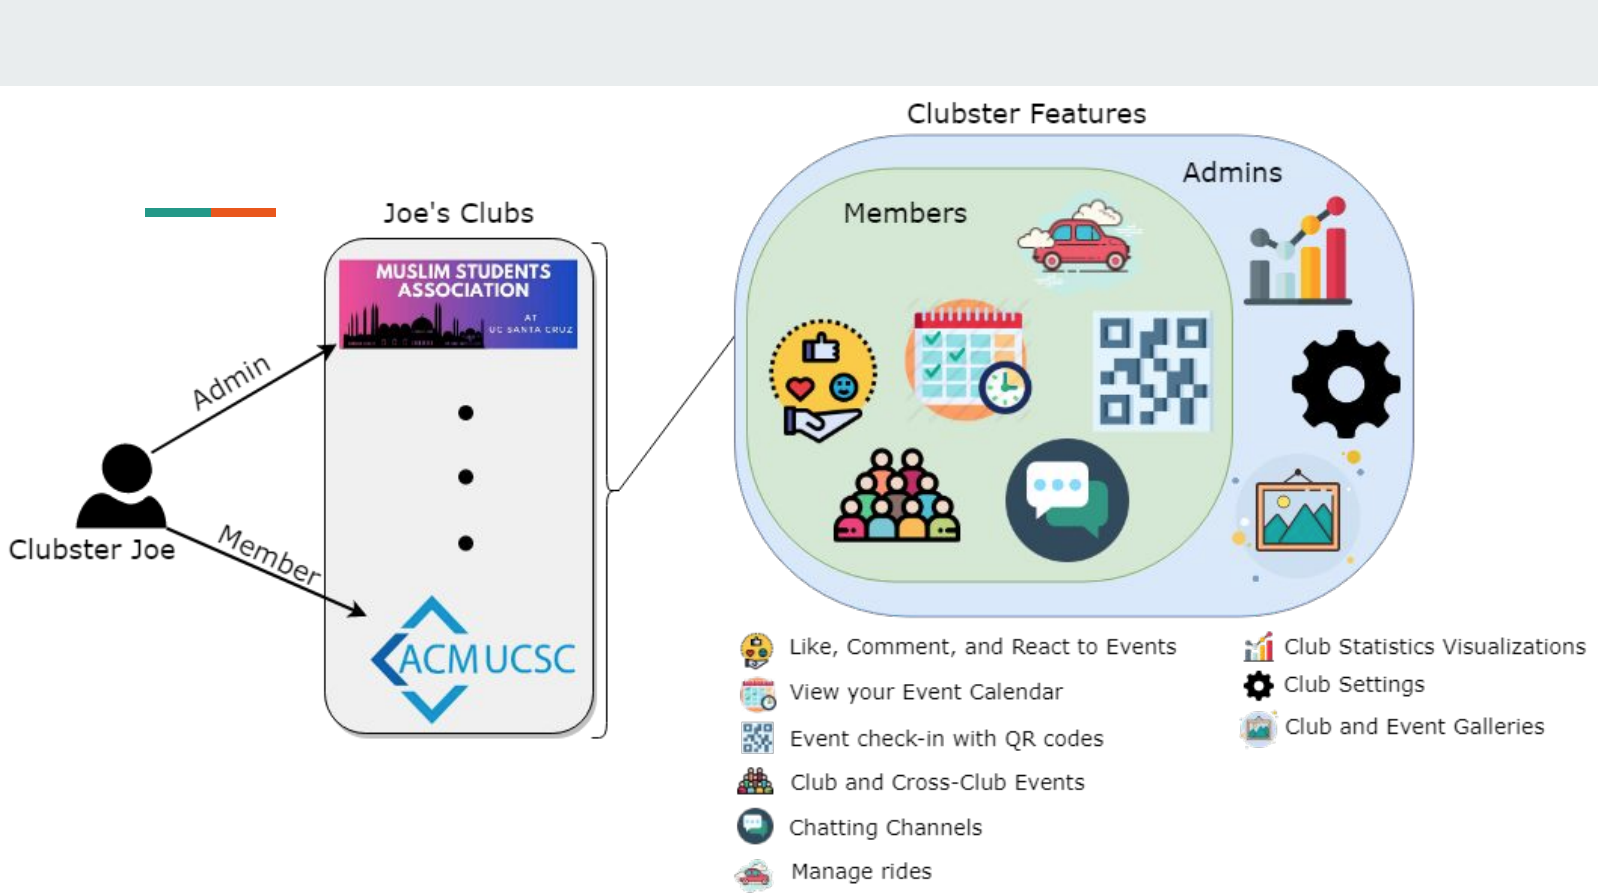 Clubster Features
Admins
Members
Joe's Clubs
MUSLIM STUDENTS
ASSOCIATION
AT
UC SANTA CRUZ
Admin
Clubster Joe
Member
ACMUCSC
Like, Comment, and React to Events
View your Event Calendar
Event check-in with QR codes
Club and Cross-Club Events
Chatting Channels
Manage rides
Club Statistics Visualizations
Club Settings
Club and Event Galleries